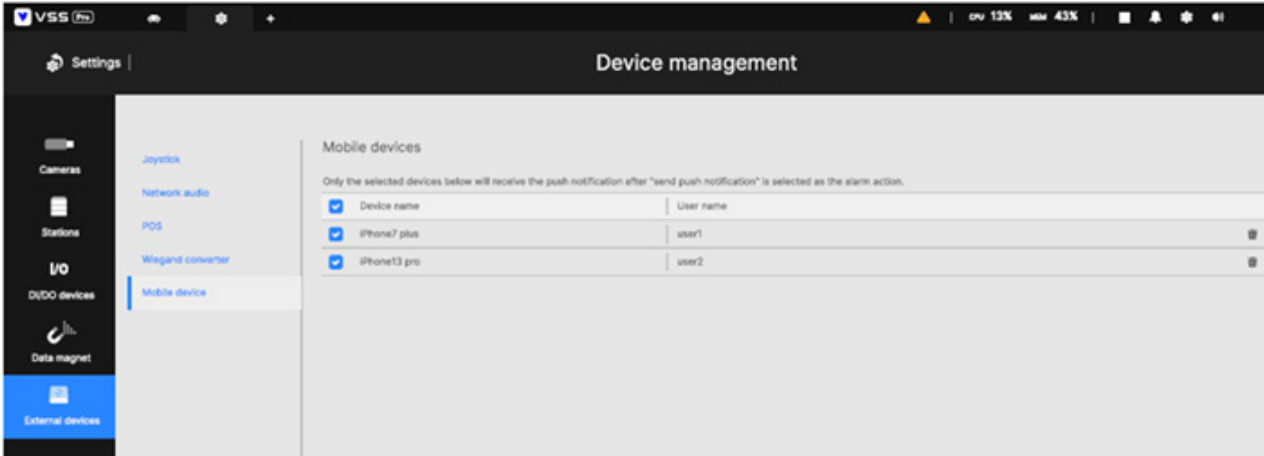 VSS Pro
CPU 13% MEM 43%
Settings
Device management
Cameras
Stations
I/O
DI/DO devices
Data magnet
External devices
Joystick
Network audio
POS
Wiegand converter
Mobile device
Mobile devices
Only the selected devices below will receive the push notification after "send push notification" is selected as the alarm action.
Device name User name
iPhone7 plus user1
iPhone13 pro user2